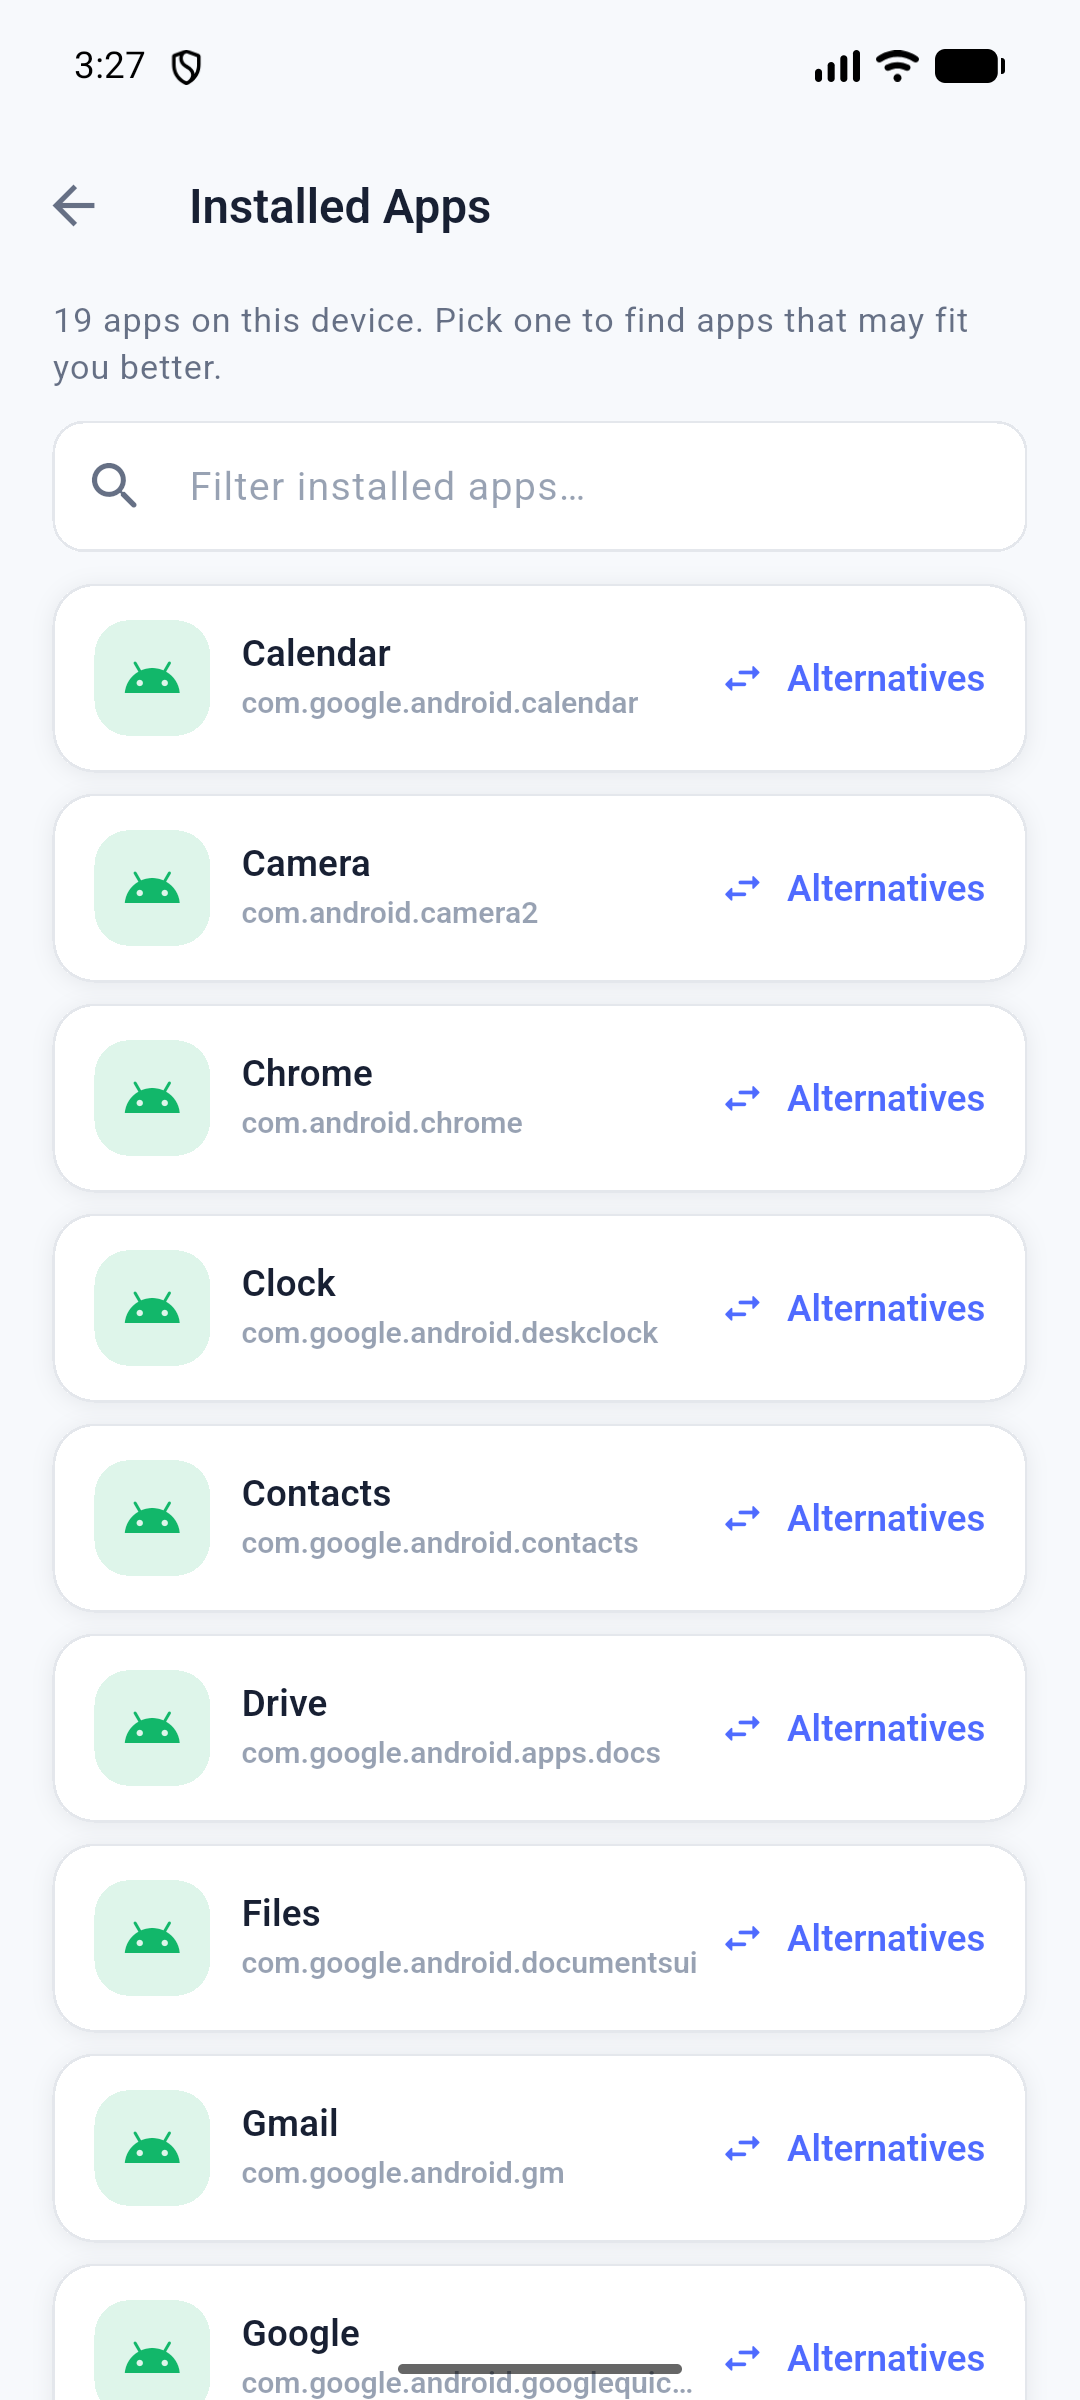 3:27
Installed Apps
19 apps on this device. Pick one to find apps that may fit
you better.
Filter installed apps…
Calendar
com.google.android.calendar
Alternatives
Camera
com.android.camera2
Alternatives
Chrome
com.android.chrome
Alternatives
Clock
com.google.android.deskclock
Alternatives
Contacts
com.google.android.contacts
Alternatives
Drive
com.google.android.apps.docs
Alternatives
Files
com.google.android.documentsui
Alternatives
Gmail
com.google.android.gm
Alternatives
Google
com.google.android.googlequic…
Alternatives